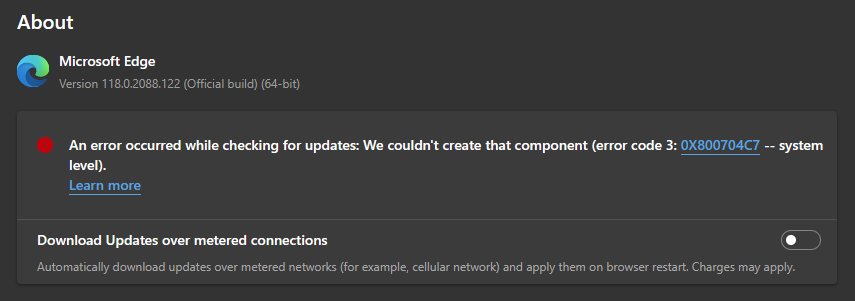 About
Microsoft Edge
Version 118.0.2088.122 (Official build) (64-bit)
An error occurred while checking for updates: We couldn't create that component (error code 3: 0X800704C7 -- system
level).
Learn more
Download Updates over metered connections
Automatically download updates over metered networks (for example, cellular network) and apply them on browser restart. Charges may apply.